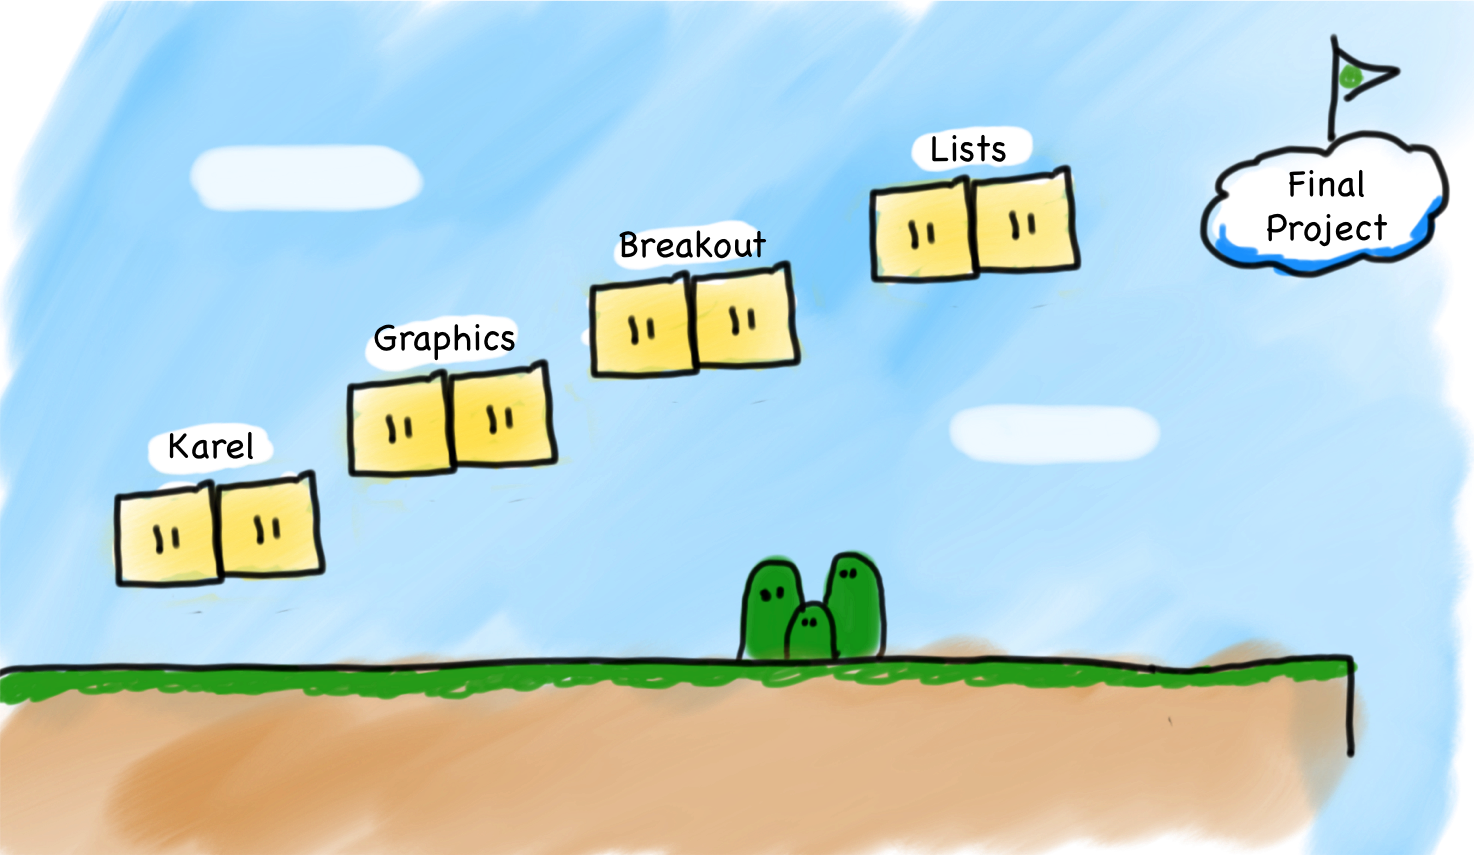 Lists
Final
Project
Breakout
Graphics
Karel